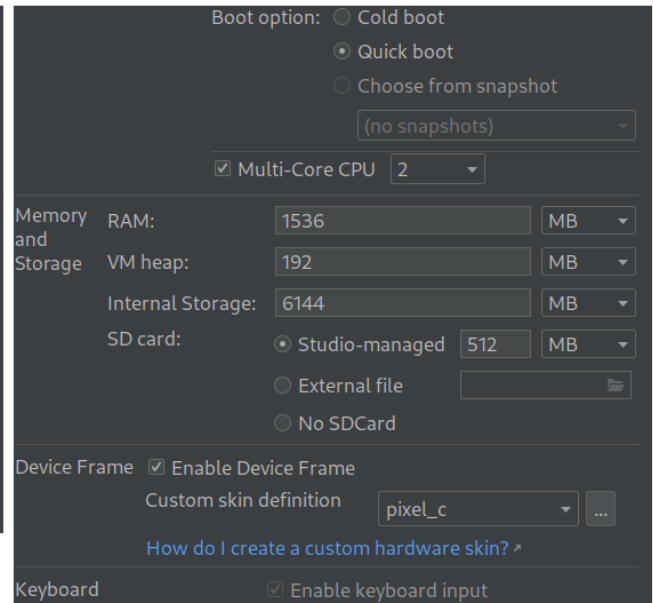 Boot option: Cold boot
Quick boot
Choose from snapshot
(no snapshots)
Multi-Core CPU 2
Memory and Storage
RAM: 1536 MB
VM heap: 192 MB
Internal Storage: 6144 MB
SD card: Studio-managed 512 MB
External file
No SDCard
Device Frame Enable Device Frame
Custom skin definition pixel_c ...
How do I create a custom hardware skin? ↗
Keyboard Enable keyboard input